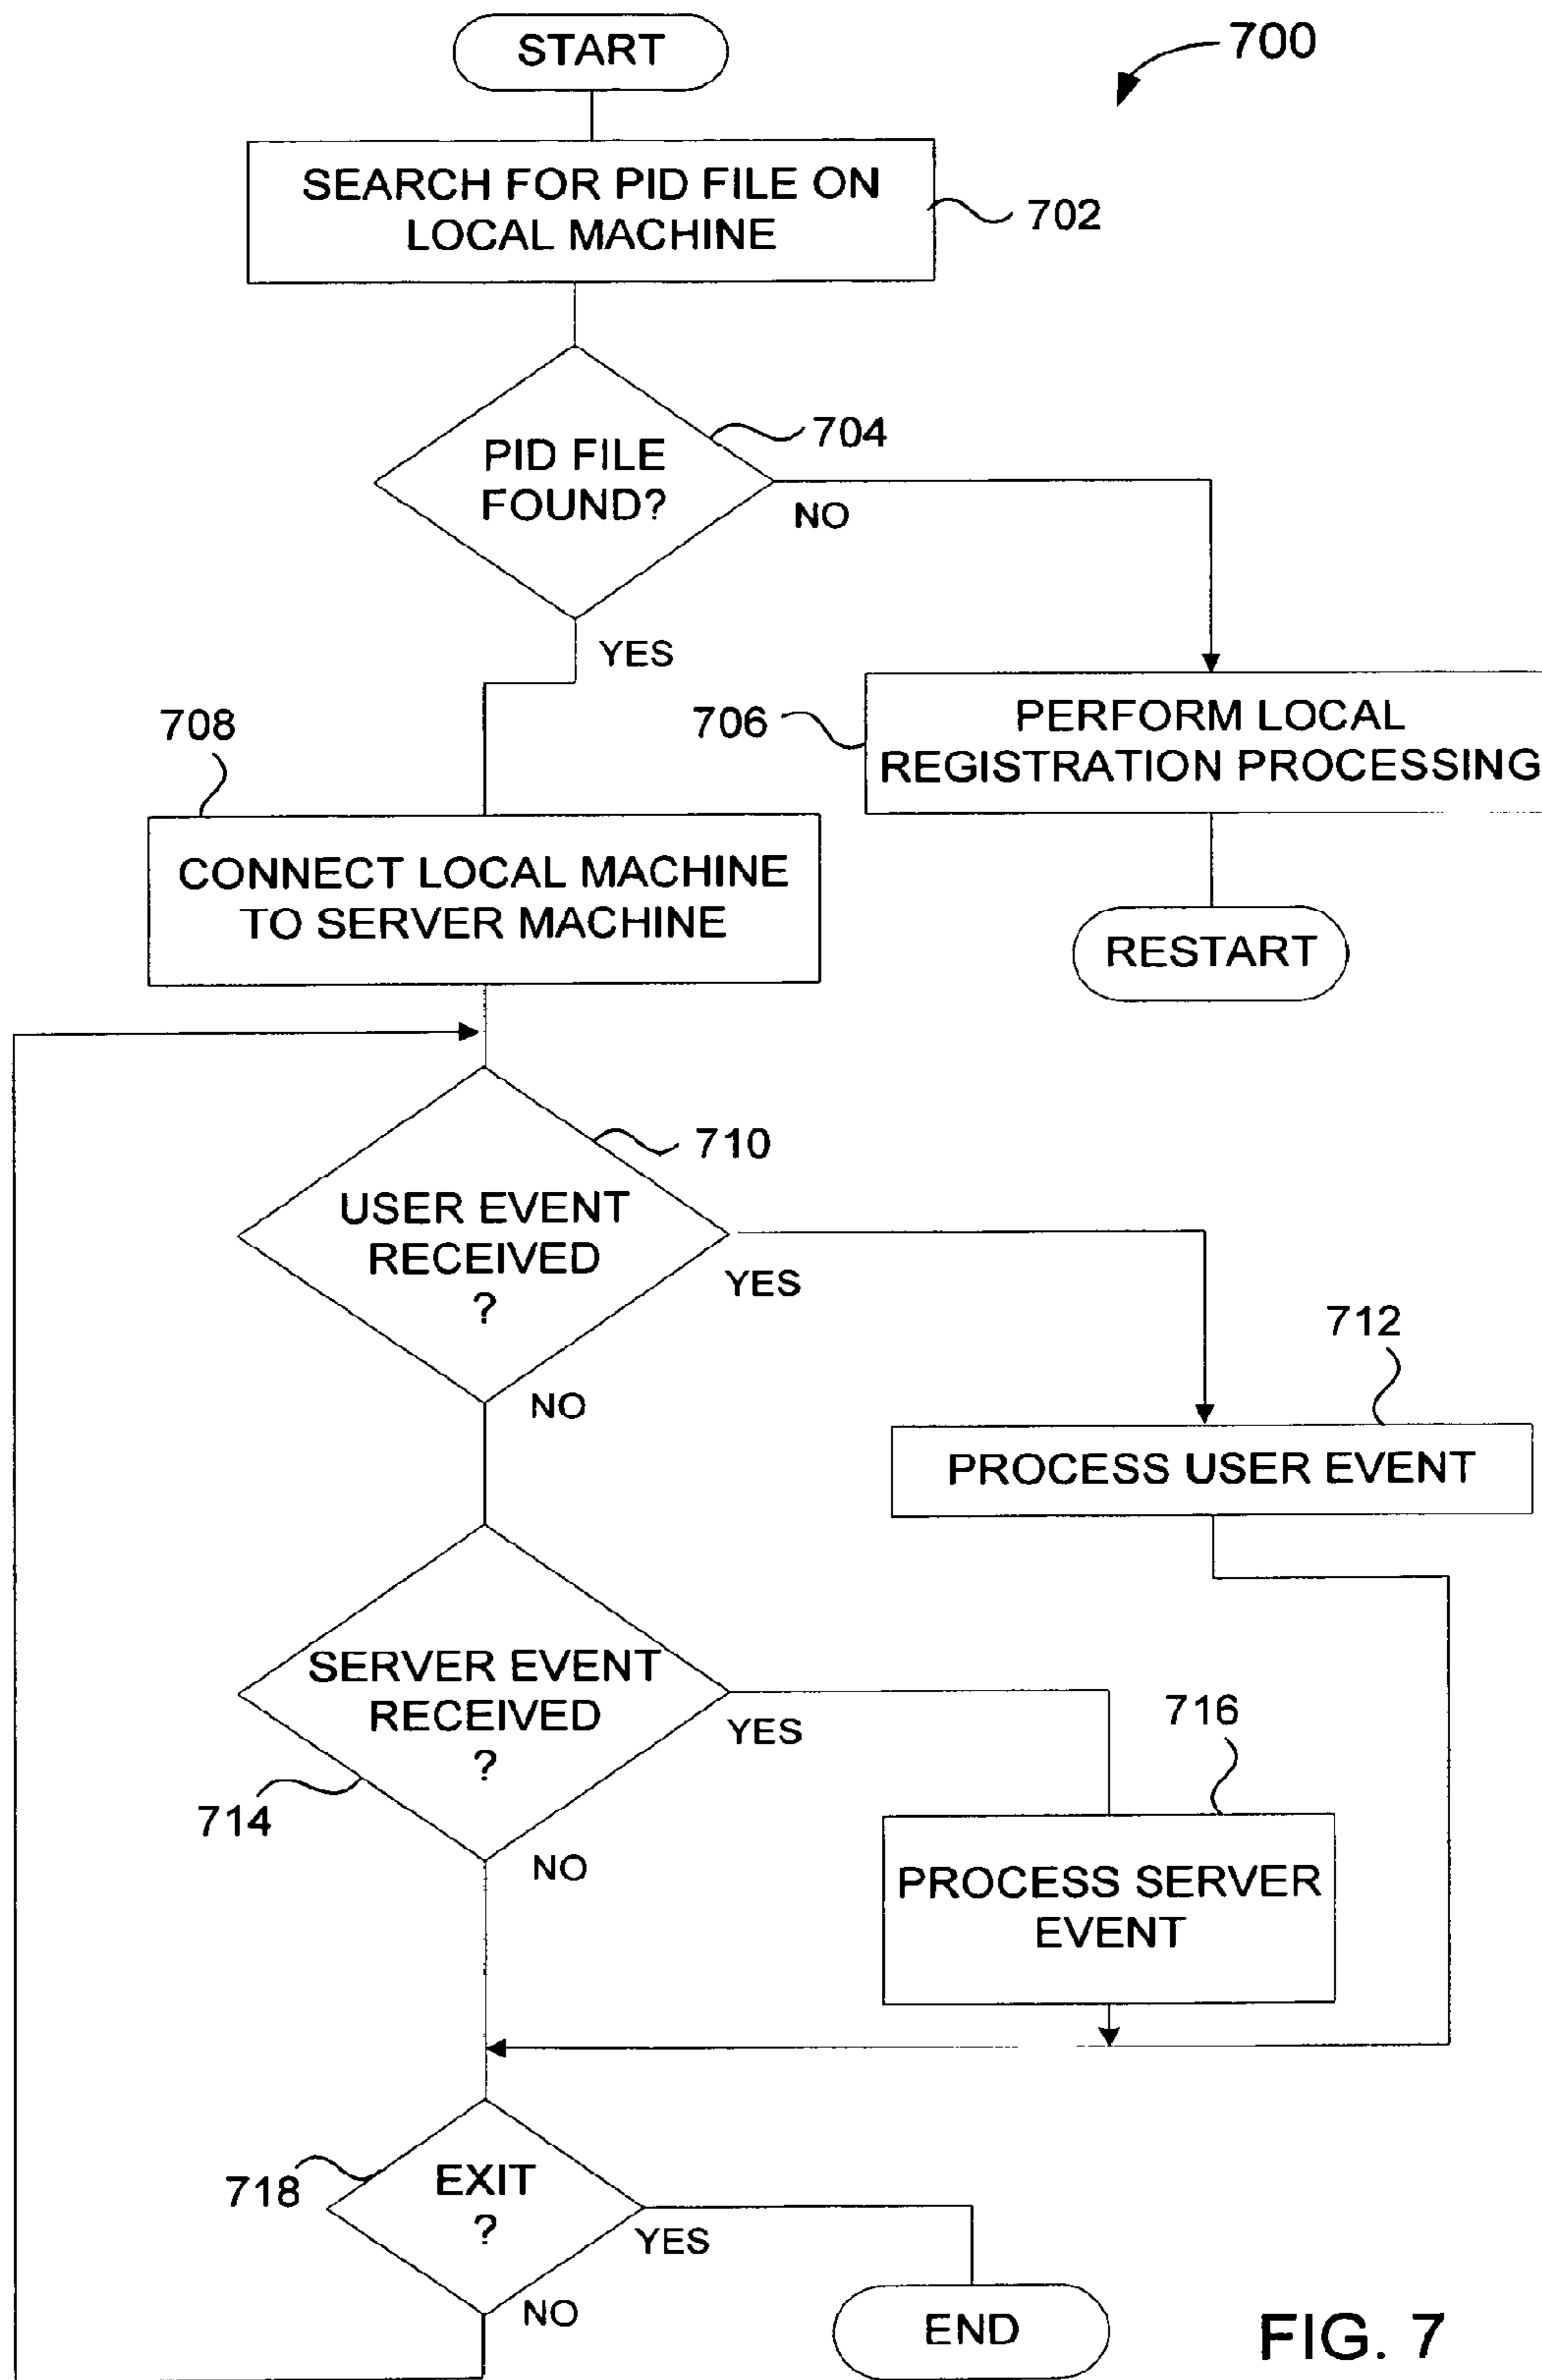 START
700
SEARCH FOR PID FILE ON
LOCAL MACHINE
702
PID FILE
FOUND?
704
NO
YES
708
706
PERFORM LOCAL
REGISTRATION PROCESSING
CONNECT LOCAL MACHINE
TO SERVER MACHINE
RESTART
710
USER EVENT
RECEIVED
?
YES
NO
712
PROCESS USER EVENT
SERVER EVENT
RECEIVED
?
YES
714
NO
716
PROCESS SERVER
EVENT
718
EXIT
?
YES
NO
END
FIG. 7